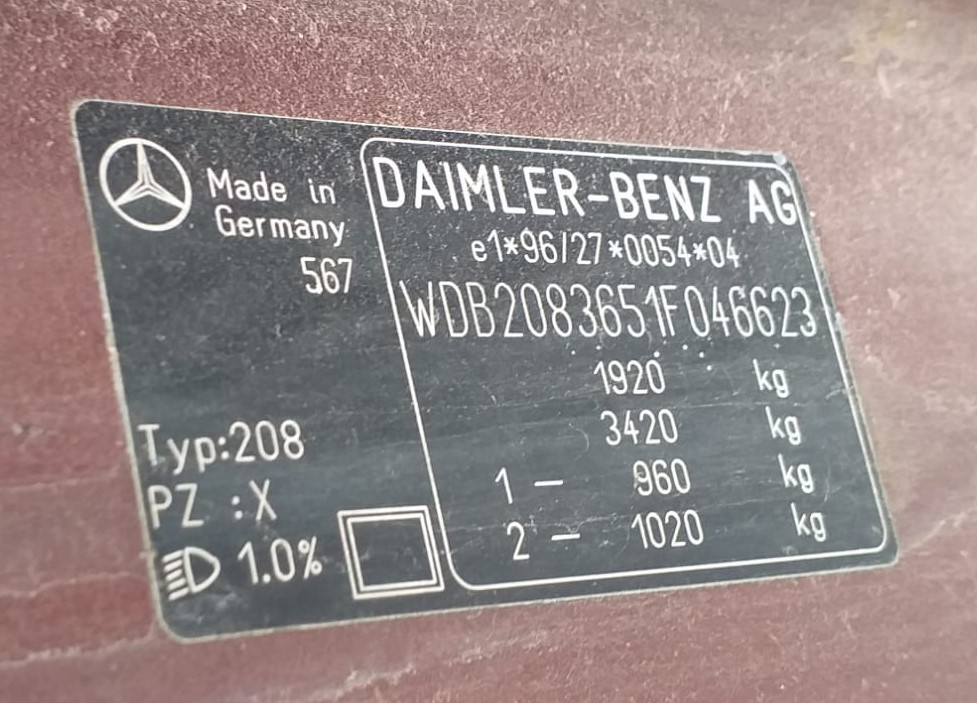 Made in
Germany
567
DAIMLER-BENZ AG
e1*96/27*0054*04
WDB2083651F046623
1920 kg
3420 kg
1 - 960 kg
2 - 1020 kg
Typ:208
PZ :X
1.0%